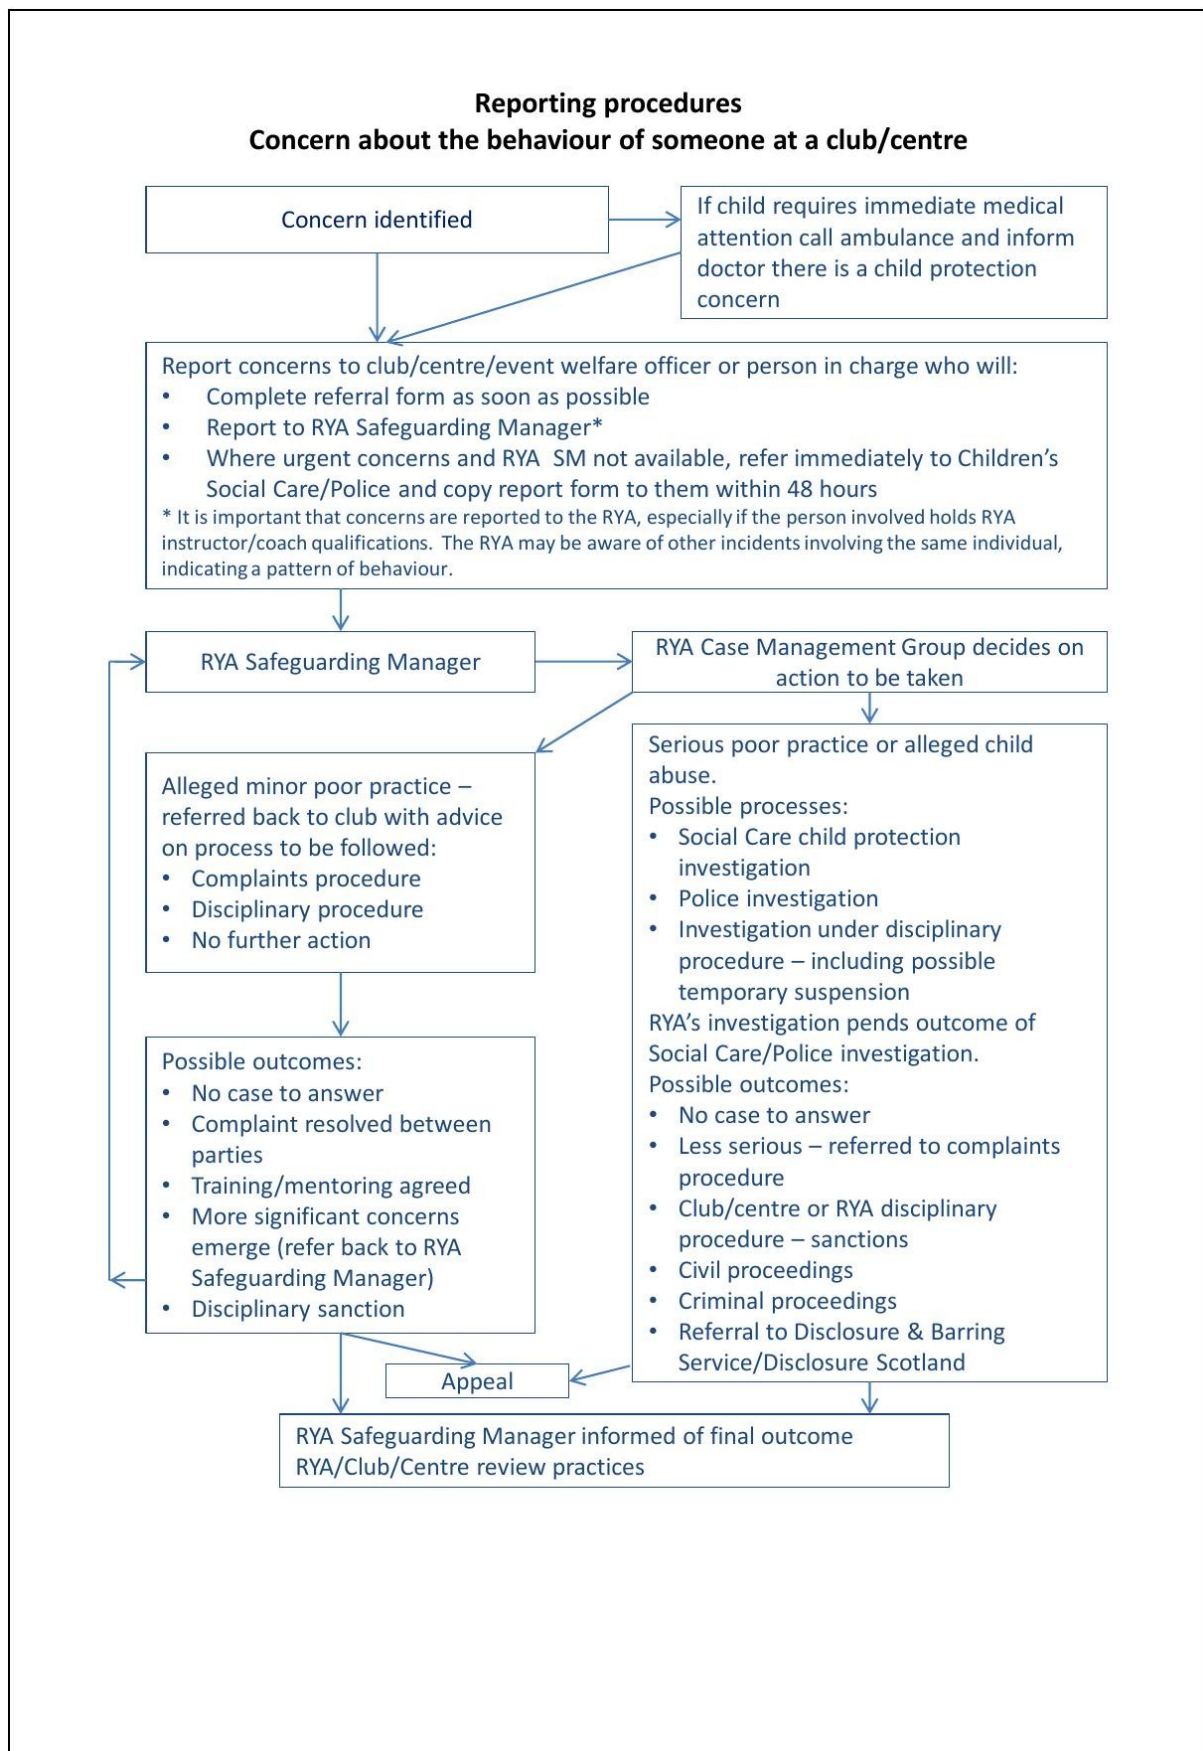 Reporting procedures
Concern about the behaviour of someone at a club/centre
Concern identified
If child requires immediate medical
attention call ambulance and inform
doctor there is a child protection
concern
Report concerns to club/centre/event welfare officer or person in charge who will:
• Complete referral form as soon as possible
• Report to RYA Safeguarding Manager*
• Where urgent concerns and RYA  SM not available, refer immediately to Children’s
Social Care/Police and copy report form to them within 48 hours
* It is important that concerns are reported to the RYA, especially if the person involved holds RYA
instructor/coach qualifications.  The RYA may be aware of other incidents involving the same individual,
indicating a pattern of behaviour.
RYA Safeguarding Manager
RYA Case Management Group decides on
action to be taken
Alleged minor poor practice –
referred back to club with advice
on process to be followed:
• Complaints procedure
• Disciplinary procedure
• No further action
Serious poor practice or alleged child
abuse.
Possible processes:
• Social Care child protection
investigation
• Police investigation
• Investigation under disciplinary
procedure – including possible
temporary suspension
RYA’s investigation pends outcome of
Social Care/Police investigation.
Possible outcomes:
• No case to answer
• Less serious – referred to complaints
procedure
• Club/centre or RYA disciplinary
procedure – sanctions
• Civil proceedings
• Criminal proceedings
• Referral to Disclosure & Barring
Service/Disclosure Scotland
Possible outcomes:
• No case to answer
• Complaint resolved between
parties
• Training/mentoring agreed
• More significant concerns
emerge (refer back to RYA
Safeguarding Manager)
• Disciplinary sanction
Appeal
RYA Safeguarding Manager informed of final outcome
RYA/Club/Centre review practices